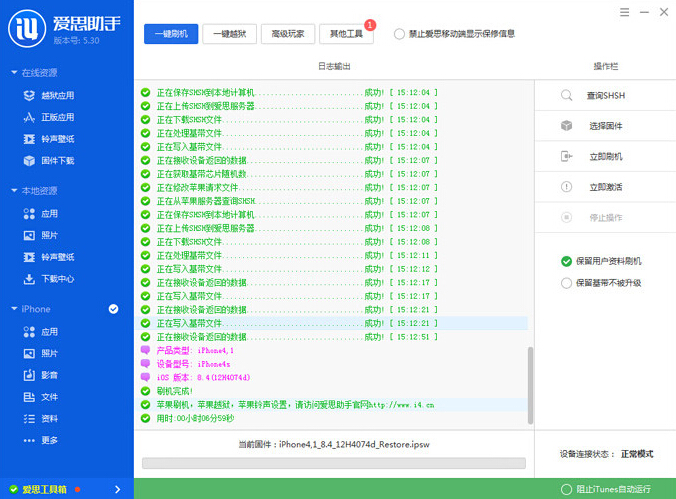 爱思助手
版本号: 5.30
在线资源
越狱应用
正版应用
铃声壁纸
固件下载
本地资源
应用
照片
铃声壁纸
下载中心
iPhone
应用
照片
影音
文件
资料
更多
爱思工具箱
一键刷机
一键越狱
高级玩家
其他工具
1
禁止爱思移动端显示保修信息
日志输出
正在保存SHSH到本地计算机............................成功! [ 15:12:04 ]
正在上传SHSH到爱思服务器............................成功! [ 15:12:04 ]
正在下载SHSH文件....................................成功! [ 15:12:04 ]
正在处理基带文件....................................成功! [ 15:12:04 ]
正在写入基带文件....................................成功! [ 15:12:04 ]
正在接收设备返回的数据..............................成功! [ 15:12:07 ]
正在获取基带芯片随机数..............................成功! [ 15:12:07 ]
正在修改苹果请求文件................................成功! [ 15:12:07 ]
正在从苹果服务器查询SHSH............................成功! [ 15:12:07 ]
正在保存SHSH到本地计算机............................成功! [ 15:12:07 ]
正在上传SHSH到爱思服务器............................成功! [ 15:12:08 ]
正在下载SHSH文件....................................成功! [ 15:12:08 ]
正在处理基带文件....................................成功! [ 15:12:11 ]
正在写入基带文件....................................成功! [ 15:12:12 ]
正在接收设备返回的数据..............................成功! [ 15:12:17 ]
正在写入基带文件....................................成功! [ 15:12:17 ]
正在接收设备返回的数据..............................成功! [ 15:12:21 ]
正在写入基带文件....................................成功! [ 15:12:21 ]
正在接收设备返回的数据..............................成功! [ 15:12:51 ]
产品类型: iPhone4,1
设备型号: iPhone4s
iOS 版本: 8.4(12H4074d)
刷机完成!
苹果刷机，苹果越狱，苹果铃声设置，请访问爱思助手官网http://www.i4.cn
用时:00小时06分59秒
当前固件：iPhone4,1_8.4_12H4074d_Restore.ipsw
操作栏
查询SHSH
选择固件
立即刷机
立即激活
停止操作
保留用户资料刷机
保留基带不被升级
设备连接状态： 正常模式
阻止iTunes自动运行